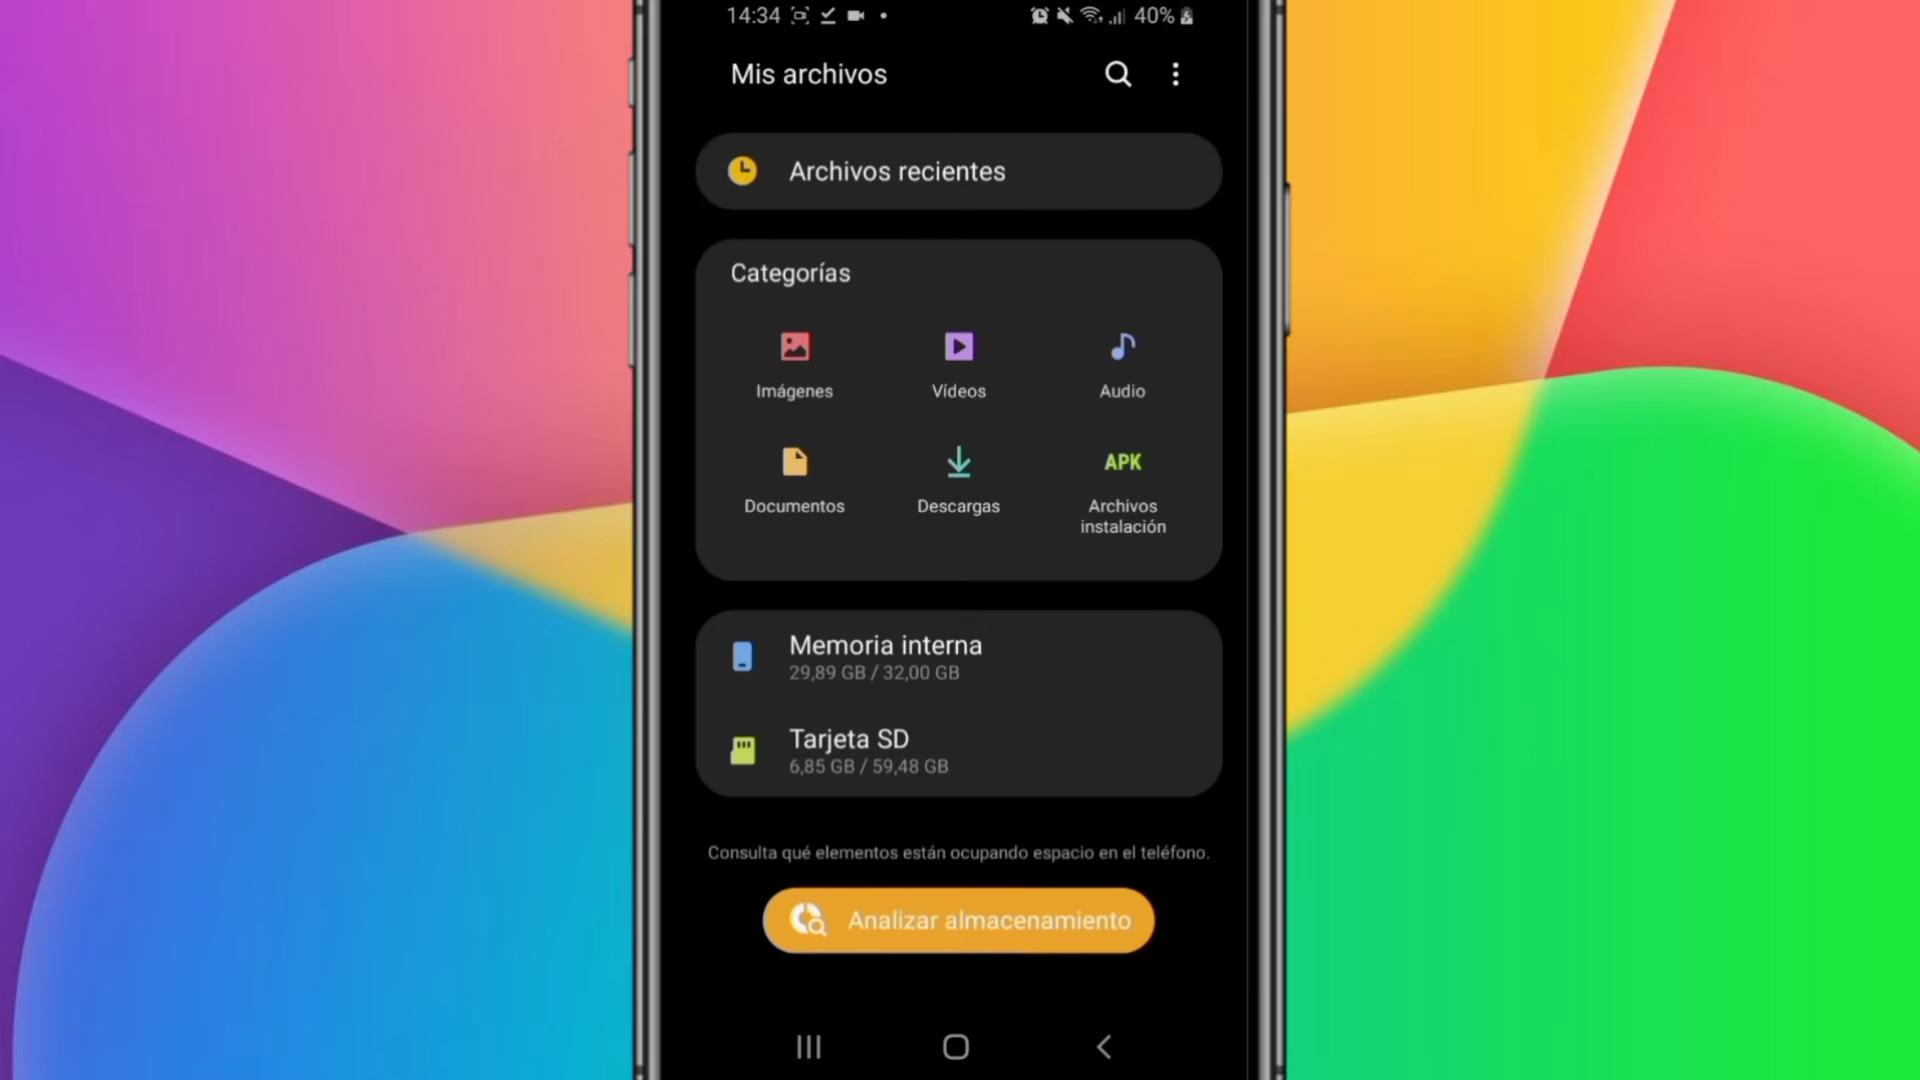 14:34 40%
Mis archivos
Archivos recientes
Categorías
Imágenes Vídeos Audio
APK
Documentos Descargas Archivos
instalación
Memoria interna
29,89 GB / 32,00 GB
Tarjeta SD
6,85 GB / 59,48 GB
Consulta qué elementos están ocupando espacio en el teléfono.
Analizar almacenamiento